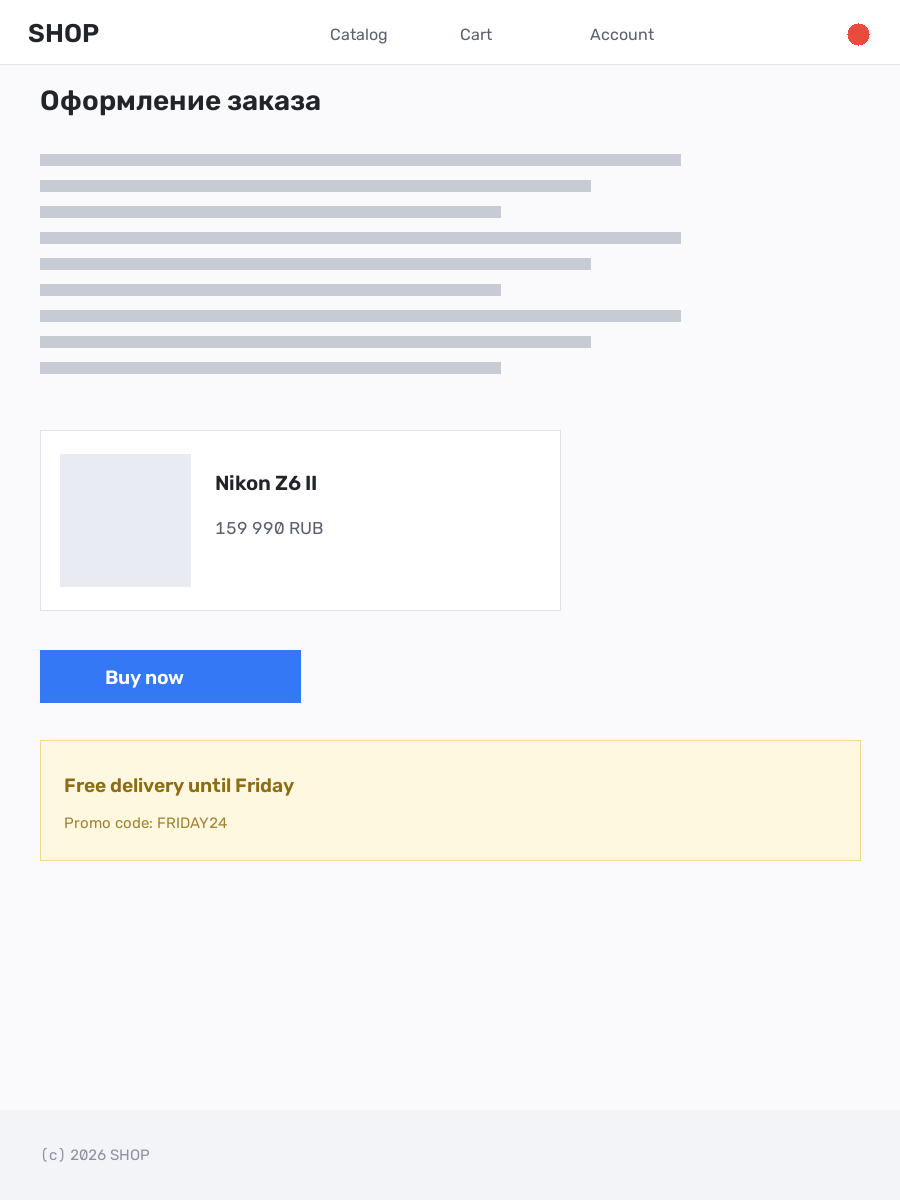 SHOP
Catalog
Cart
Account
Оформление заказа
Nikon Z6 II
159 990 RUB
Buy now
Free delivery until Friday
Promo code: FRIDAY24
(c) 2026 SHOP